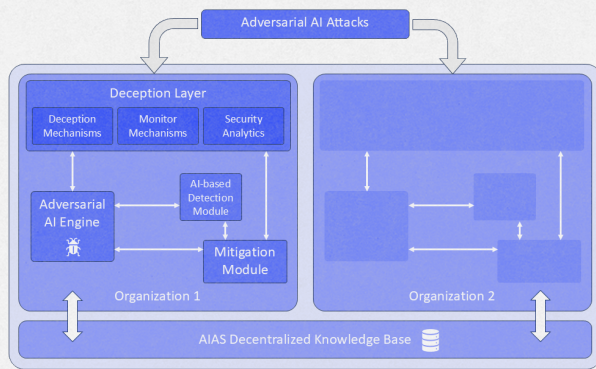 Adversarial AI Attacks
Deception Layer
Deception
Mechanisms
Monitor
Mechanisms
Security
Analytics
Adversarial
AI Engine
AI-based
Detection
Module
Mitigation
Module
Organization 1
Organization 2
AIAS Decentralized Knowledge Base